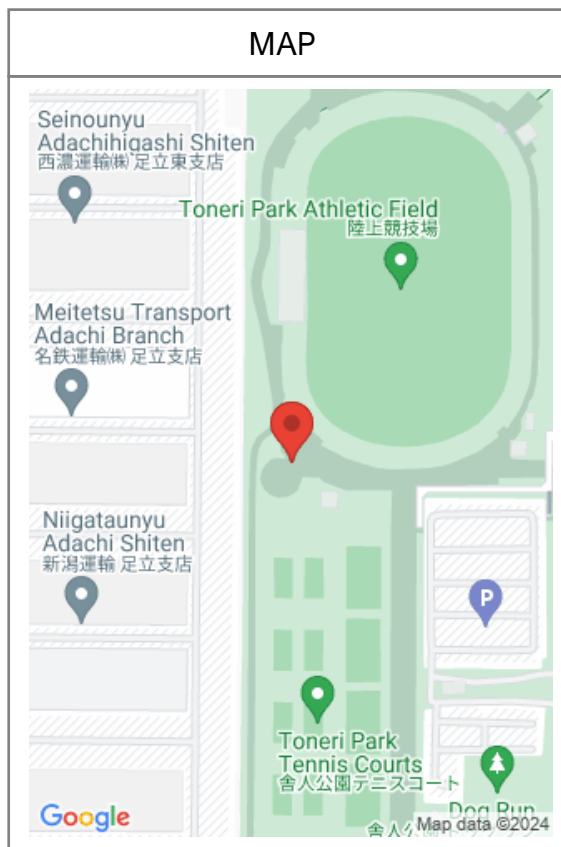 MAP
Seinounyu
Adachihigashi Shiten
西濃運輸㈱ 足立東支店
Toneri Park Athletic Field
陸上競技場
Meitetsu Transport
Adachi Branch
名鉄運輸㈱ 足立支店
Niigataunyu
Adachi Shiten
新潟運輸 足立支店
P
Toneri Park
Tennis Courts
舎人公園テニスコート
Dog Run
舎人公
Google
Map data ©2024